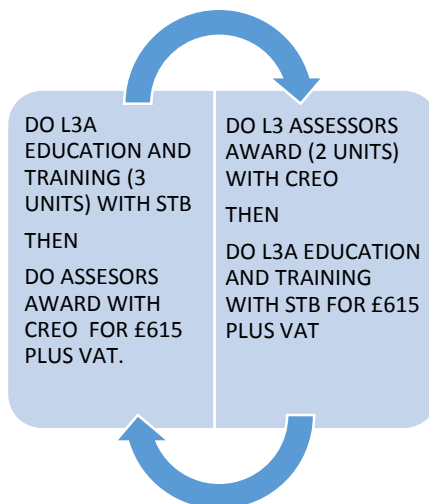 DO L3A
EDUCATION AND
TRAINING (3
UNITS) WITH STB
THEN
DO ASSESORS
AWARD WITH
CREO FOR £615
PLUS VAT.
DO L3 ASSESSORS
AWARD (2 UNITS)
WITH CREO
THEN
DO L3A EDUCATION
AND TRAINING
WITH STB FOR £615
PLUS VAT